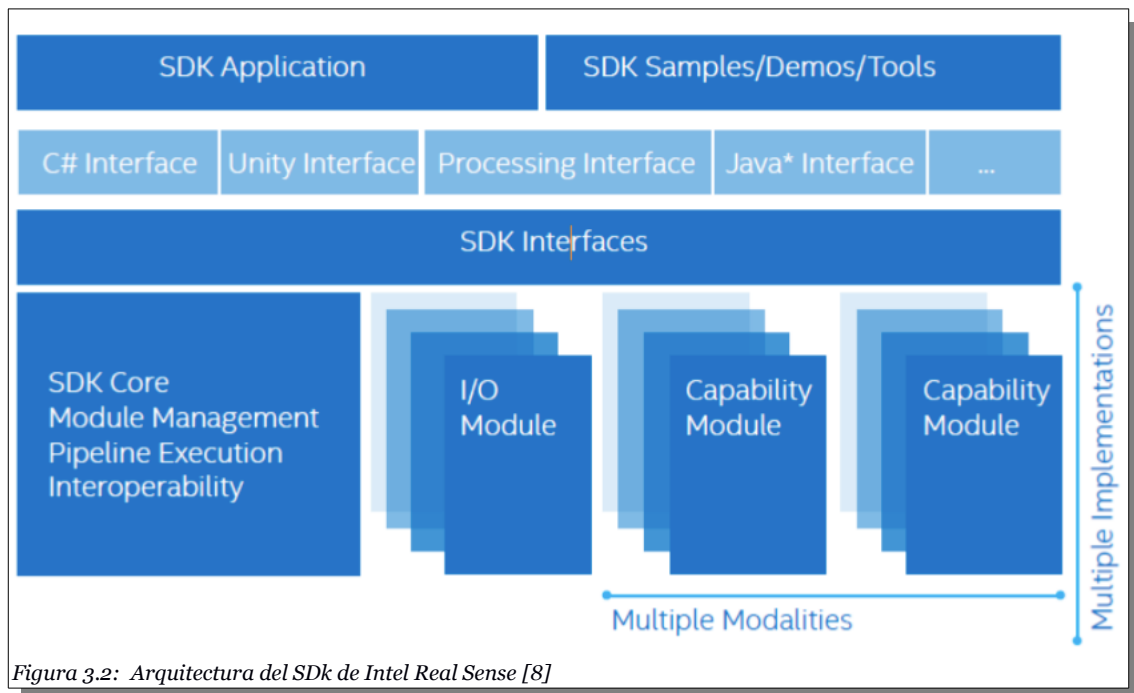 SDK Application
SDK Samples/Demos/Tools
C# Interface
Unity Interface
Processing Interface
Java* Interface
...
SDK Interfaces
SDK Core
Module Management
Pipeline Execution
Interoperability
I/O
Module
Capability
Module
Capability
Module
Multiple Implementations
Multiple Modalities
Figura 3.2: Arquitectura del SDk de Intel Real Sense [8]